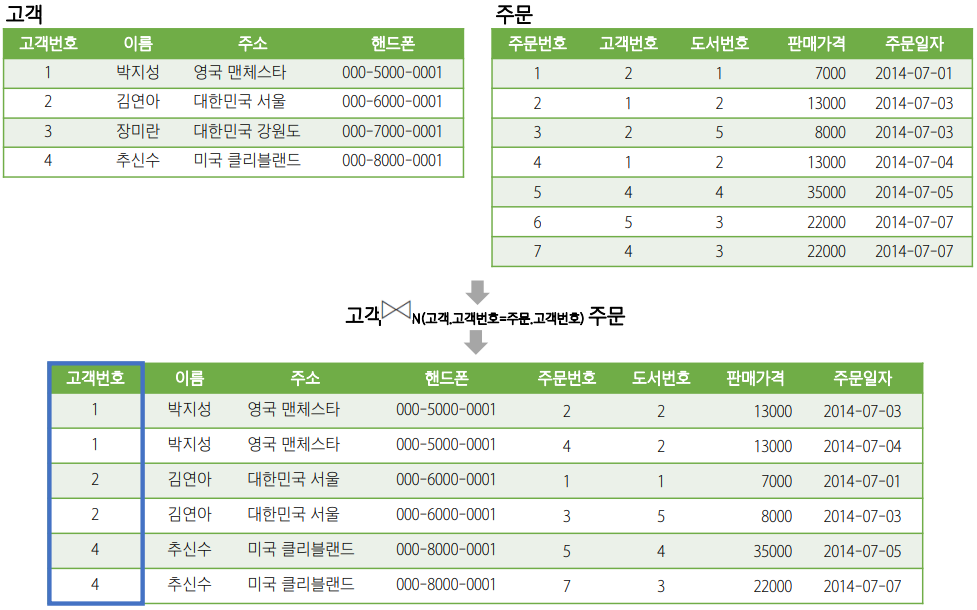 고객
고객번호 이름 주소 핸드폰
1 박지성 영국 맨체스타 000-5000-0001
2 김연아 대한민국 서울 000-6000-0001
3 장미란 대한민국 강원도 000-7000-0001
4 추신수 미국 클리블랜드 000-8000-0001
주문
주문번호 고객번호 도서번호 판매가격 주문일자
1 2 1 7000 2014-07-01
2 1 2 13000 2014-07-03
3 2 5 8000 2014-07-03
4 1 2 13000 2014-07-04
5 4 4 35000 2014-07-05
6 5 3 22000 2014-07-07
7 4 3 22000 2014-07-07
고객⋈N(고객.고객번호=주문.고객번호) 주문
고객번호 이름 주소 핸드폰 주문번호 도서번호 판매가격 주문일자
1 박지성 영국 맨체스타 000-5000-0001 2 2 13000 2014-07-03
1 박지성 영국 맨체스타 000-5000-0001 4 2 13000 2014-07-04
2 김연아 대한민국 서울 000-6000-0001 1 1 7000 2014-07-01
2 김연아 대한민국 서울 000-6000-0001 3 5 8000 2014-07-03
4 추신수 미국 클리블랜드 000-8000-0001 5 4 35000 2014-07-05
4 추신수 미국 클리블랜드 000-8000-0001 7 3 22000 2014-07-07